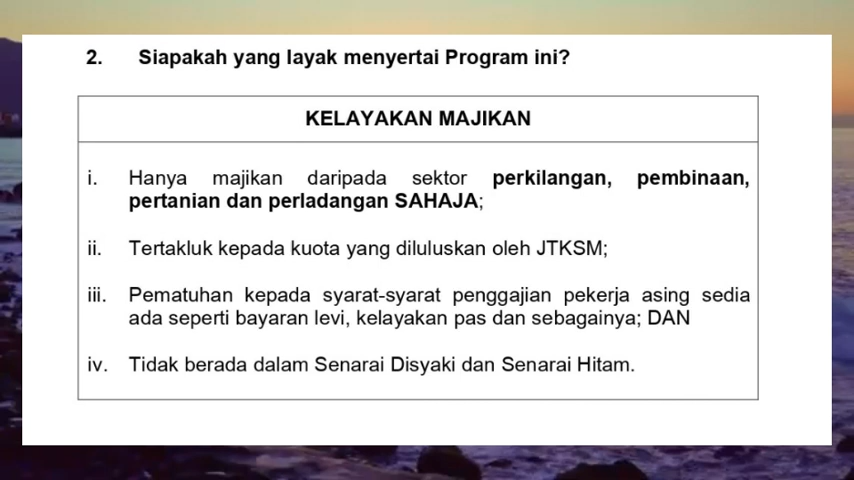 2. Siapakah yang layak menyertai Program ini?
KELAYAKAN MAJIKAN
i. Hanya majikan daripada sektor perkilangan, pembinaan,
pertanian dan perladangan SAHAJA;
ii. Tertakluk kepada kuota yang diluluskan oleh JTKSM;
iii. Pematuhan kepada syarat-syarat penggajian pekerja asing sedia
ada seperti bayaran levi, kelayakan pas dan sebagainya; DAN
iv. Tidak berada dalam Senarai Disyaki dan Senarai Hitam.